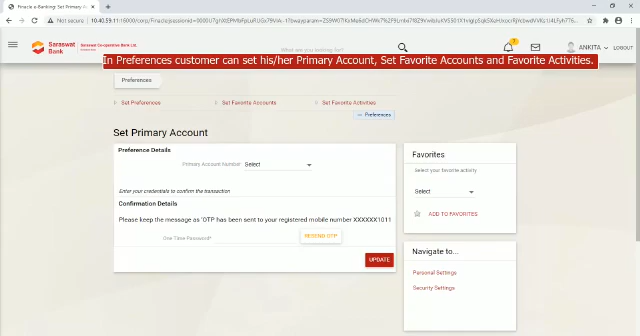 Finacle e-Banking: Set Primary A
Not secure
Saraswat Bank
Saraswat Co-operative Bank Ltd.
What are you looking for?
7
ANKITA
LOGOUT
In Preferences customer can set his/her Primary Account, Set Favorite Accounts and Favorite Activities.
Preferences
Set Preferences
Set Favorite Accounts
Set Favorite Activities
Preferences
Set Primary Account
Preference Details
Primary Account Number:
Select
Enter your credentials to confirm the transaction
Confirmation Details
Please keep the message as 'OTP has been sent to your registered mobile number XXXXXX1011
One Time Password*
RESEND OTP
UPDATE
Favorites
Select your favorite activity
Select
ADD TO FAVORITES
Navigate to...
Personal Settings
Security Settings